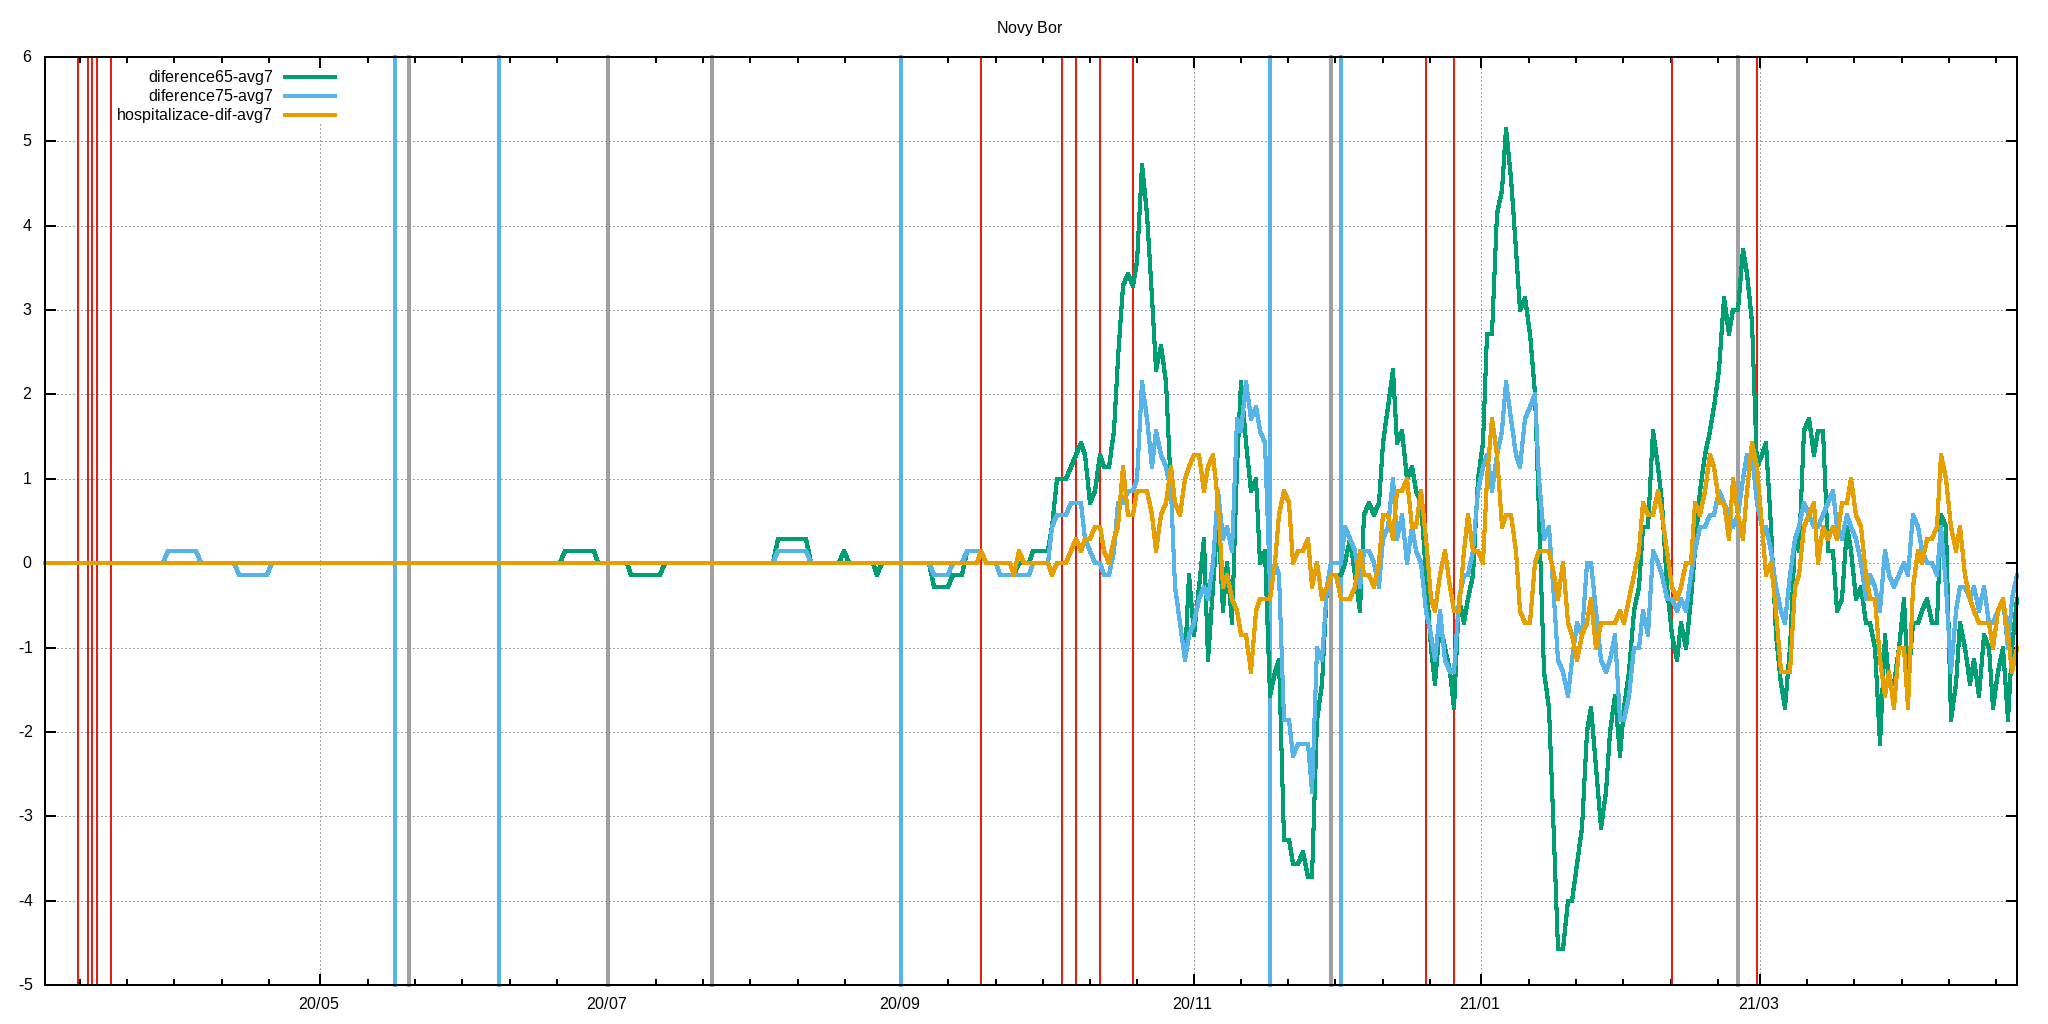 Novy Bor
6
diference65-avg7
diference75-avg7
hospitalizace-dif-avg7
5
4
3
2
1
0
-1
-2
-3
-4
-5
20/05 20/07 20/09 20/11 21/01 21/03